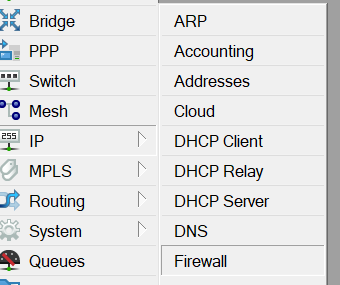 Bridge
PPP
Switch
Mesh
255
IP
MPLS
Routing
System
Queues
ARP
Accounting
Addresses
Cloud
DHCP Client
DHCP Relay
DHCP Server
DNS
Firewall